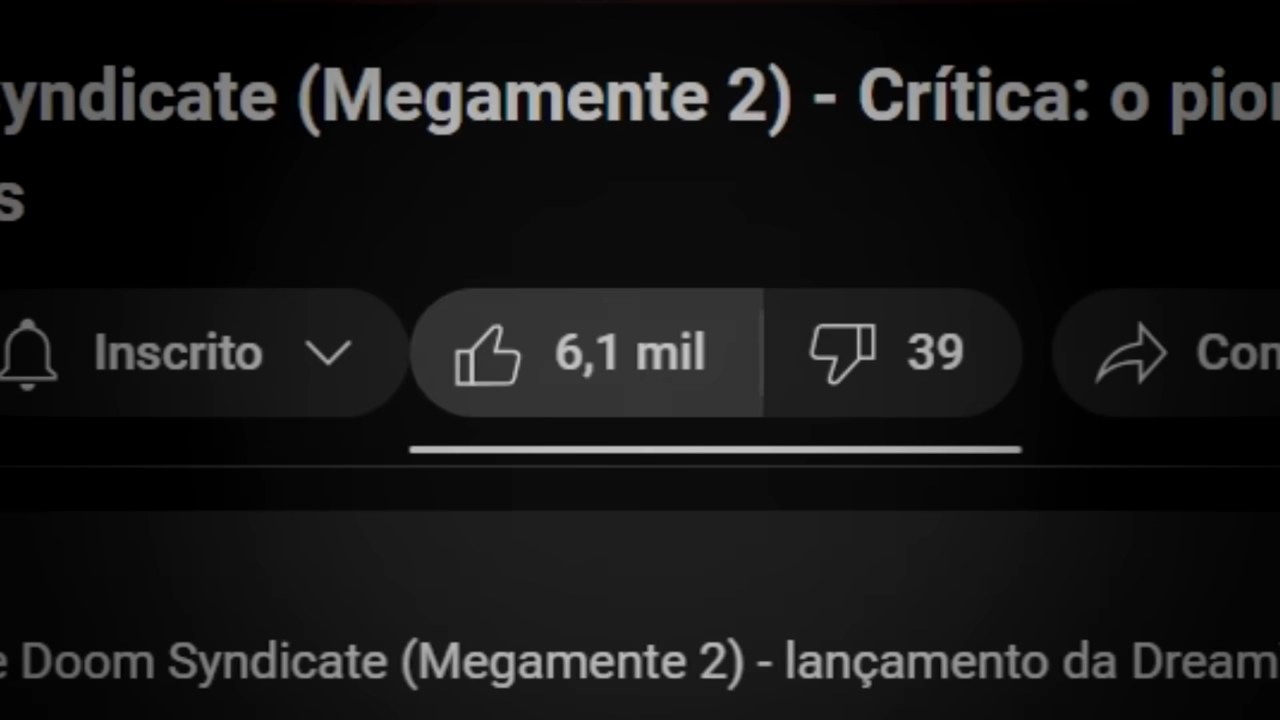 yndicate (Megamente 2) - Crítica: o pior
s
Inscrito
6,1 mil
39
Con
e Doom Syndicate (Megamente 2) - lançamento da Dream